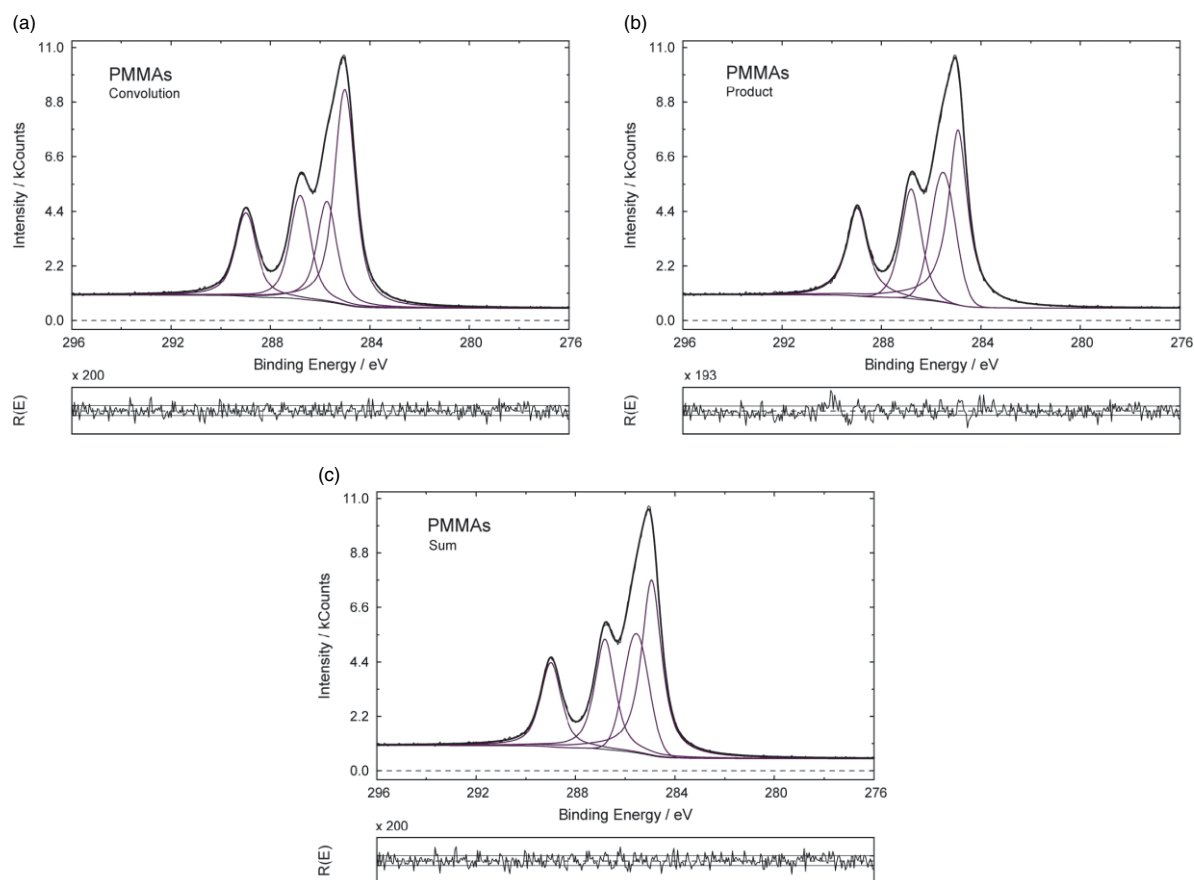 (a)
11.0
8.8
6.6
4.4
2.2
0.0
Intensity / kCounts
PMMAs
Convolution
296 292 288 284 280 276
Binding Energy / eV
x 200
R(E)
(b)
11.0
8.8
6.6
4.4
2.2
0.0
Intensity / kCounts
PMMAs
Product
296 292 288 284 280 276
Binding Energy / eV
x 193
R(E)
(c)
11.0
8.8
6.6
4.4
2.2
0.0
Intensity / kCounts
PMMAs
Sum
296 292 288 284 280 276
Binding Energy / eV
x 200
R(E)